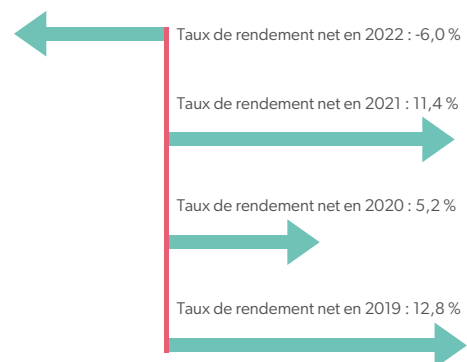 Taux de rendement net en 2022 : -6,0 %
Taux de rendement net en 2021 : 11,4 %
Taux de rendement net en 2020 : 5,2 %
Taux de rendement net en 2019 : 12,8 %